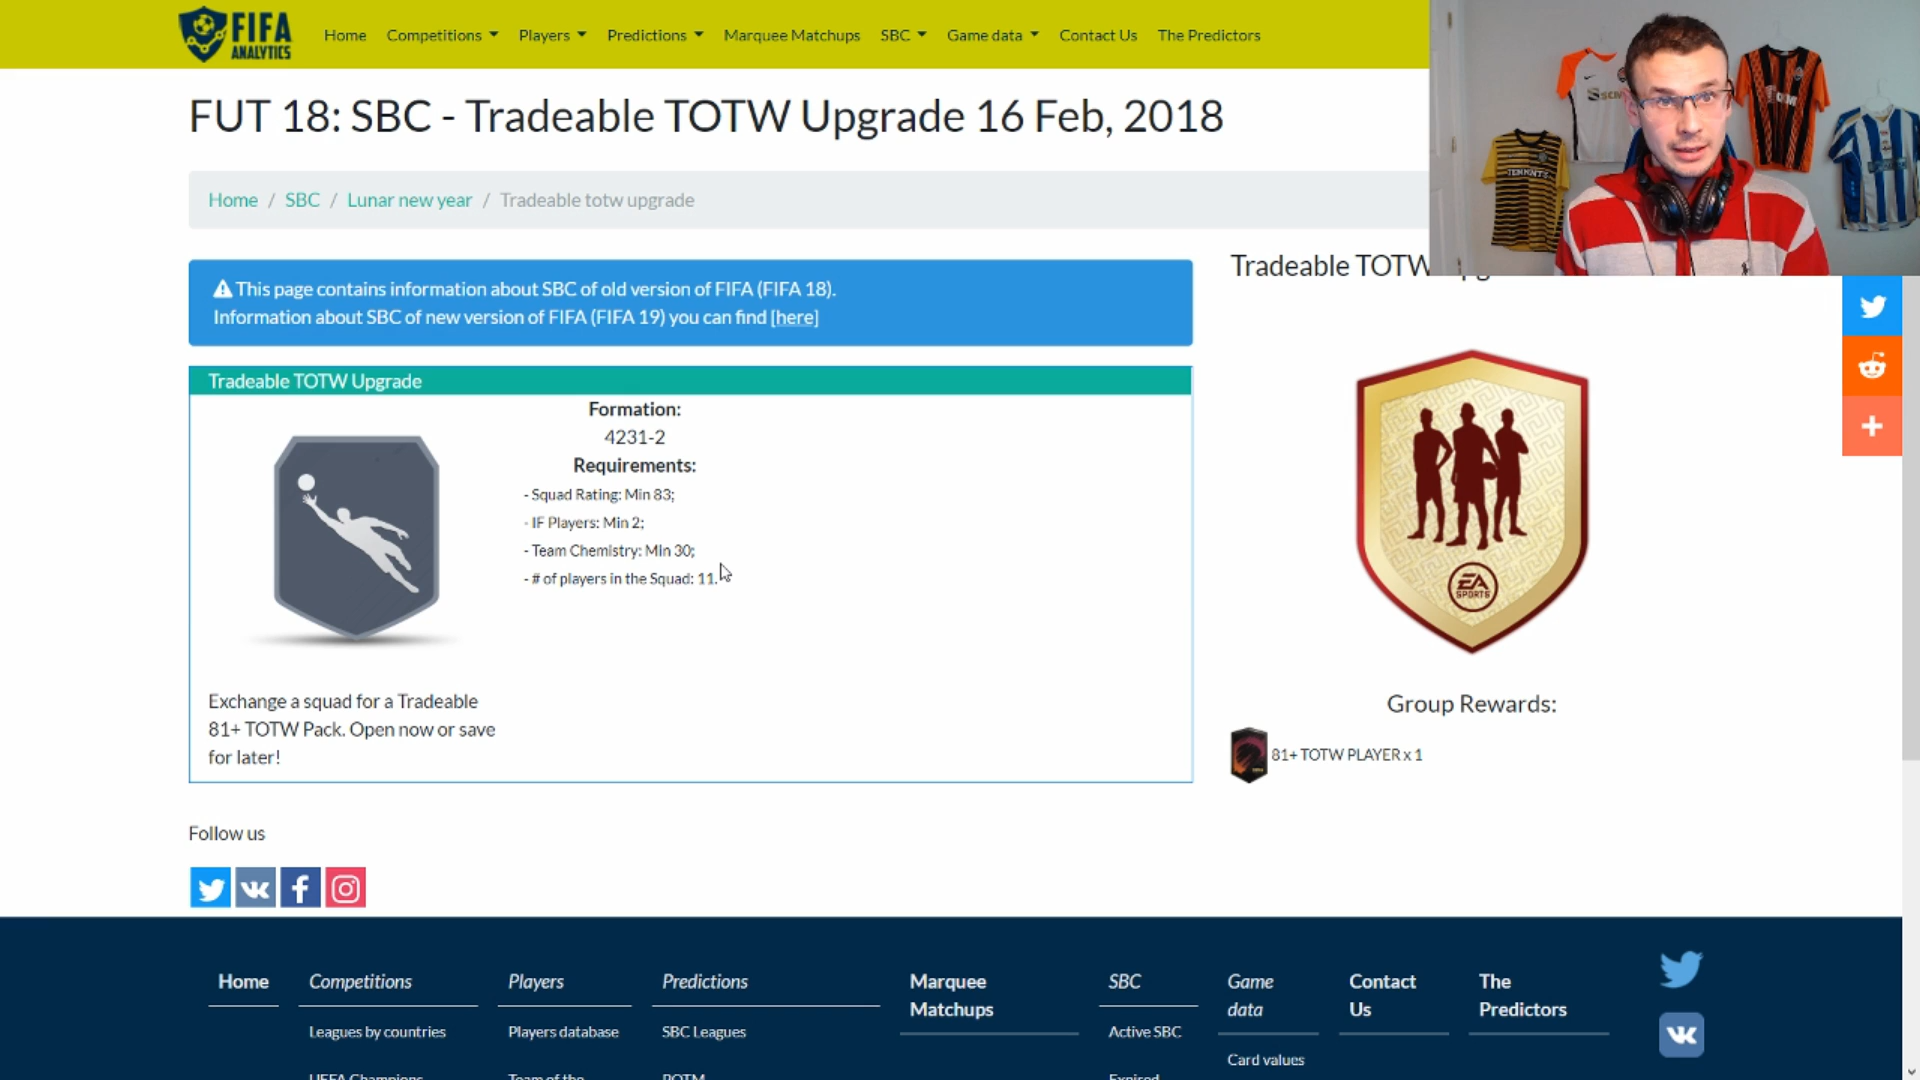 FIFA
ANALYTICS
Home Competitions Players Predictions Marquee Matchups SBC Game data Contact Us The Predictors
FUT 18: SBC - Tradeable TOTW Upgrade 16 Feb, 2018
Home / SBC / Lunar new year / Tradeable totw upgrade
This page contains information about SBC of old version of FIFA (FIFA 18).
Information about SBC of new version of FIFA (FIFA 19) you can find [here]
Tradeable TOTW Upgrade
Formation:
4231-2
Requirements:
- Squad Rating: Min 83;
- IF Players: Min 2;
- Team Chemistry: Min 30;
- # of players in the Squad: 11.
Exchange a squad for a Tradeable
81+ TOTW Pack. Open now or save
for later!
Tradeable TOTW
EA
SPORTS
Group Rewards:
81+ TOTW PLAYER x 1
Follow us
Home Competitions Players Predictions Marquee Matchups SBC Game data Contact Us The Predictors
Leagues by countries Players database SBC Leagues Active SBC Card values
UEFA Champions Team of the POTM Expired